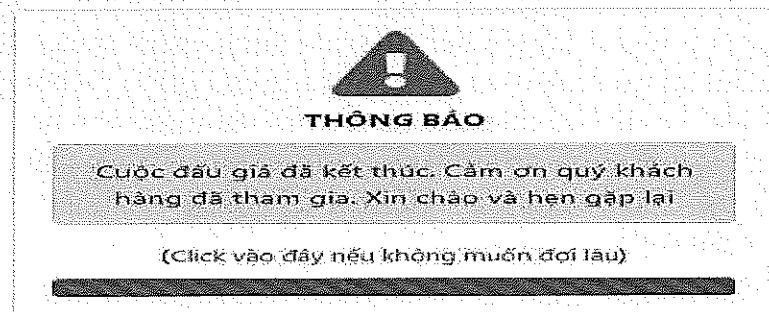 THÔNG BÁO
Cuộc đấu giá đã kết thúc. Cảm ơn quý khách
hàng đã tham gia. Xin chào và hẹn gặp lại
(Click vào đây nếu không muốn đợi lâu)